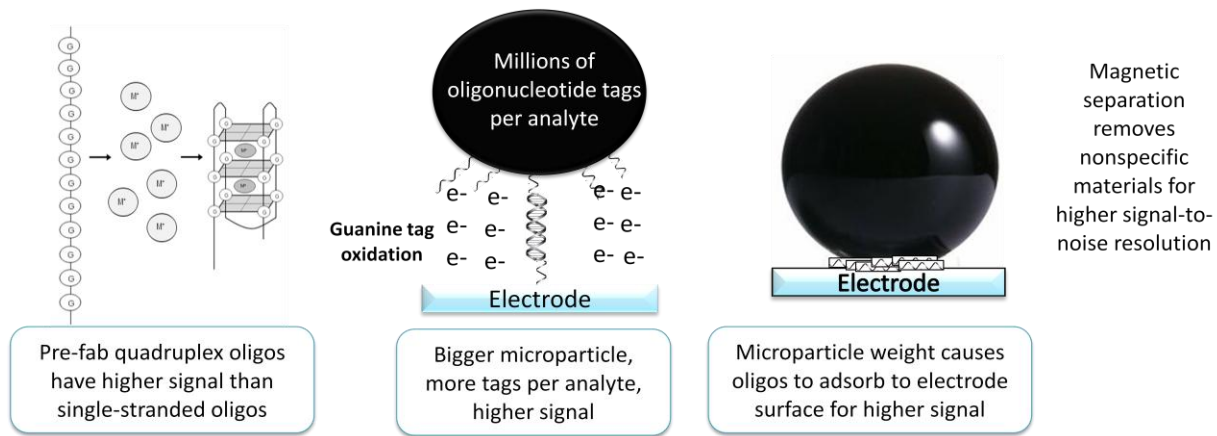 G
G
G
G
G
G
G
G
G
G
G
G
M⁺
M⁺
M⁺
M⁺
M⁺
M⁺
G
G
G
G
G
G
G
G
G
G
G
G
Millions of
oligonucleotide tags
per analyte
e- e- e- e-
Guanine tag
oxidation
e- e- e- e-
e- e- e- e-
Electrode
Electrode
Magnetic
separation
removes
nonspecific
materials for
higher signal-to-
noise resolution
Pre-fab quadruplex oligos
have higher signal than
single-stranded oligos
Bigger microparticle,
more tags per analyte,
higher signal
Microparticle weight causes
oligos to adsorb to electrode
surface for higher signal